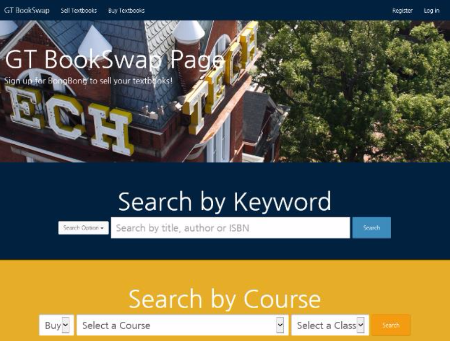 GT BookSwap Sell Textbooks Buy Textbooks Register Log in
GT BookSwap Page
Sign up for BongBong to sell your textbooks!
ECH TECH
Search by Keyword
Search Option Search by title, author or ISBN Search
Search by Course
Buy Select a Course Select a Class Search